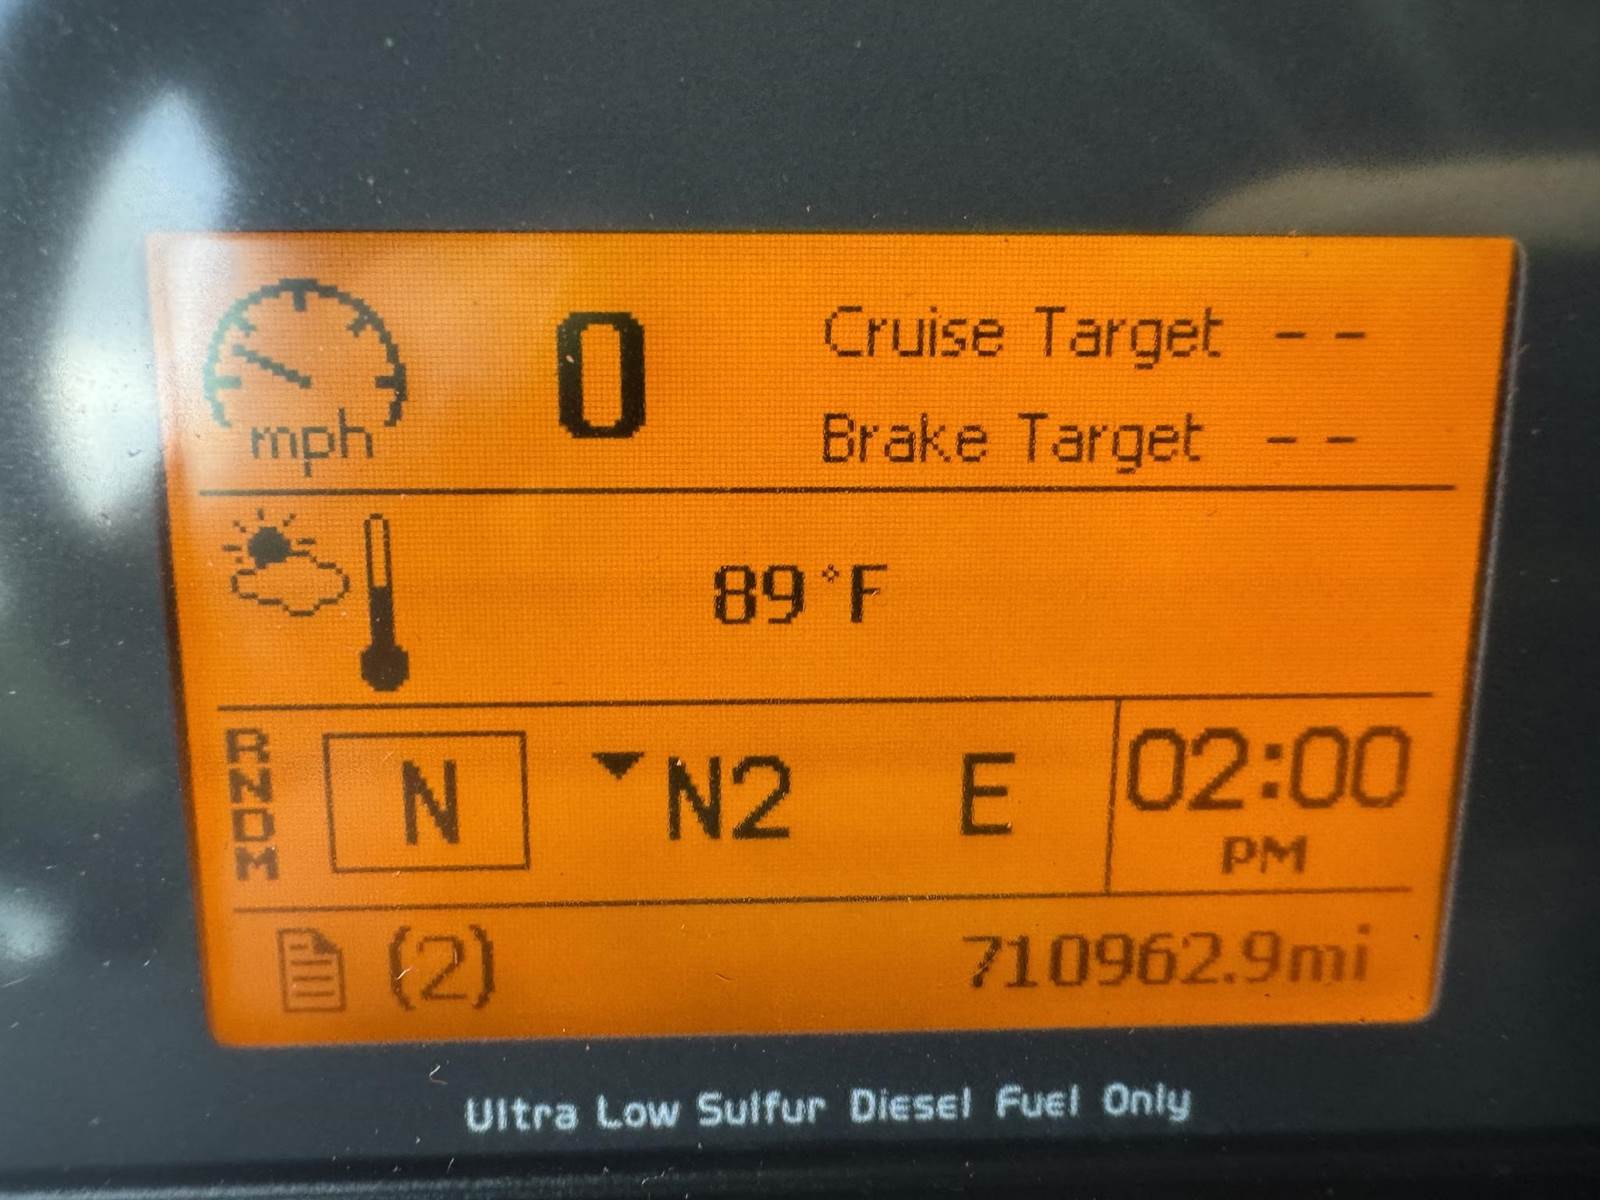 mph 0 Cruise Target --
Brake Target --
89°F
RNDM N N2 E 02:00
PM
(2) 710962.9mi
Ultra Low Sulfur Diesel Fuel Only